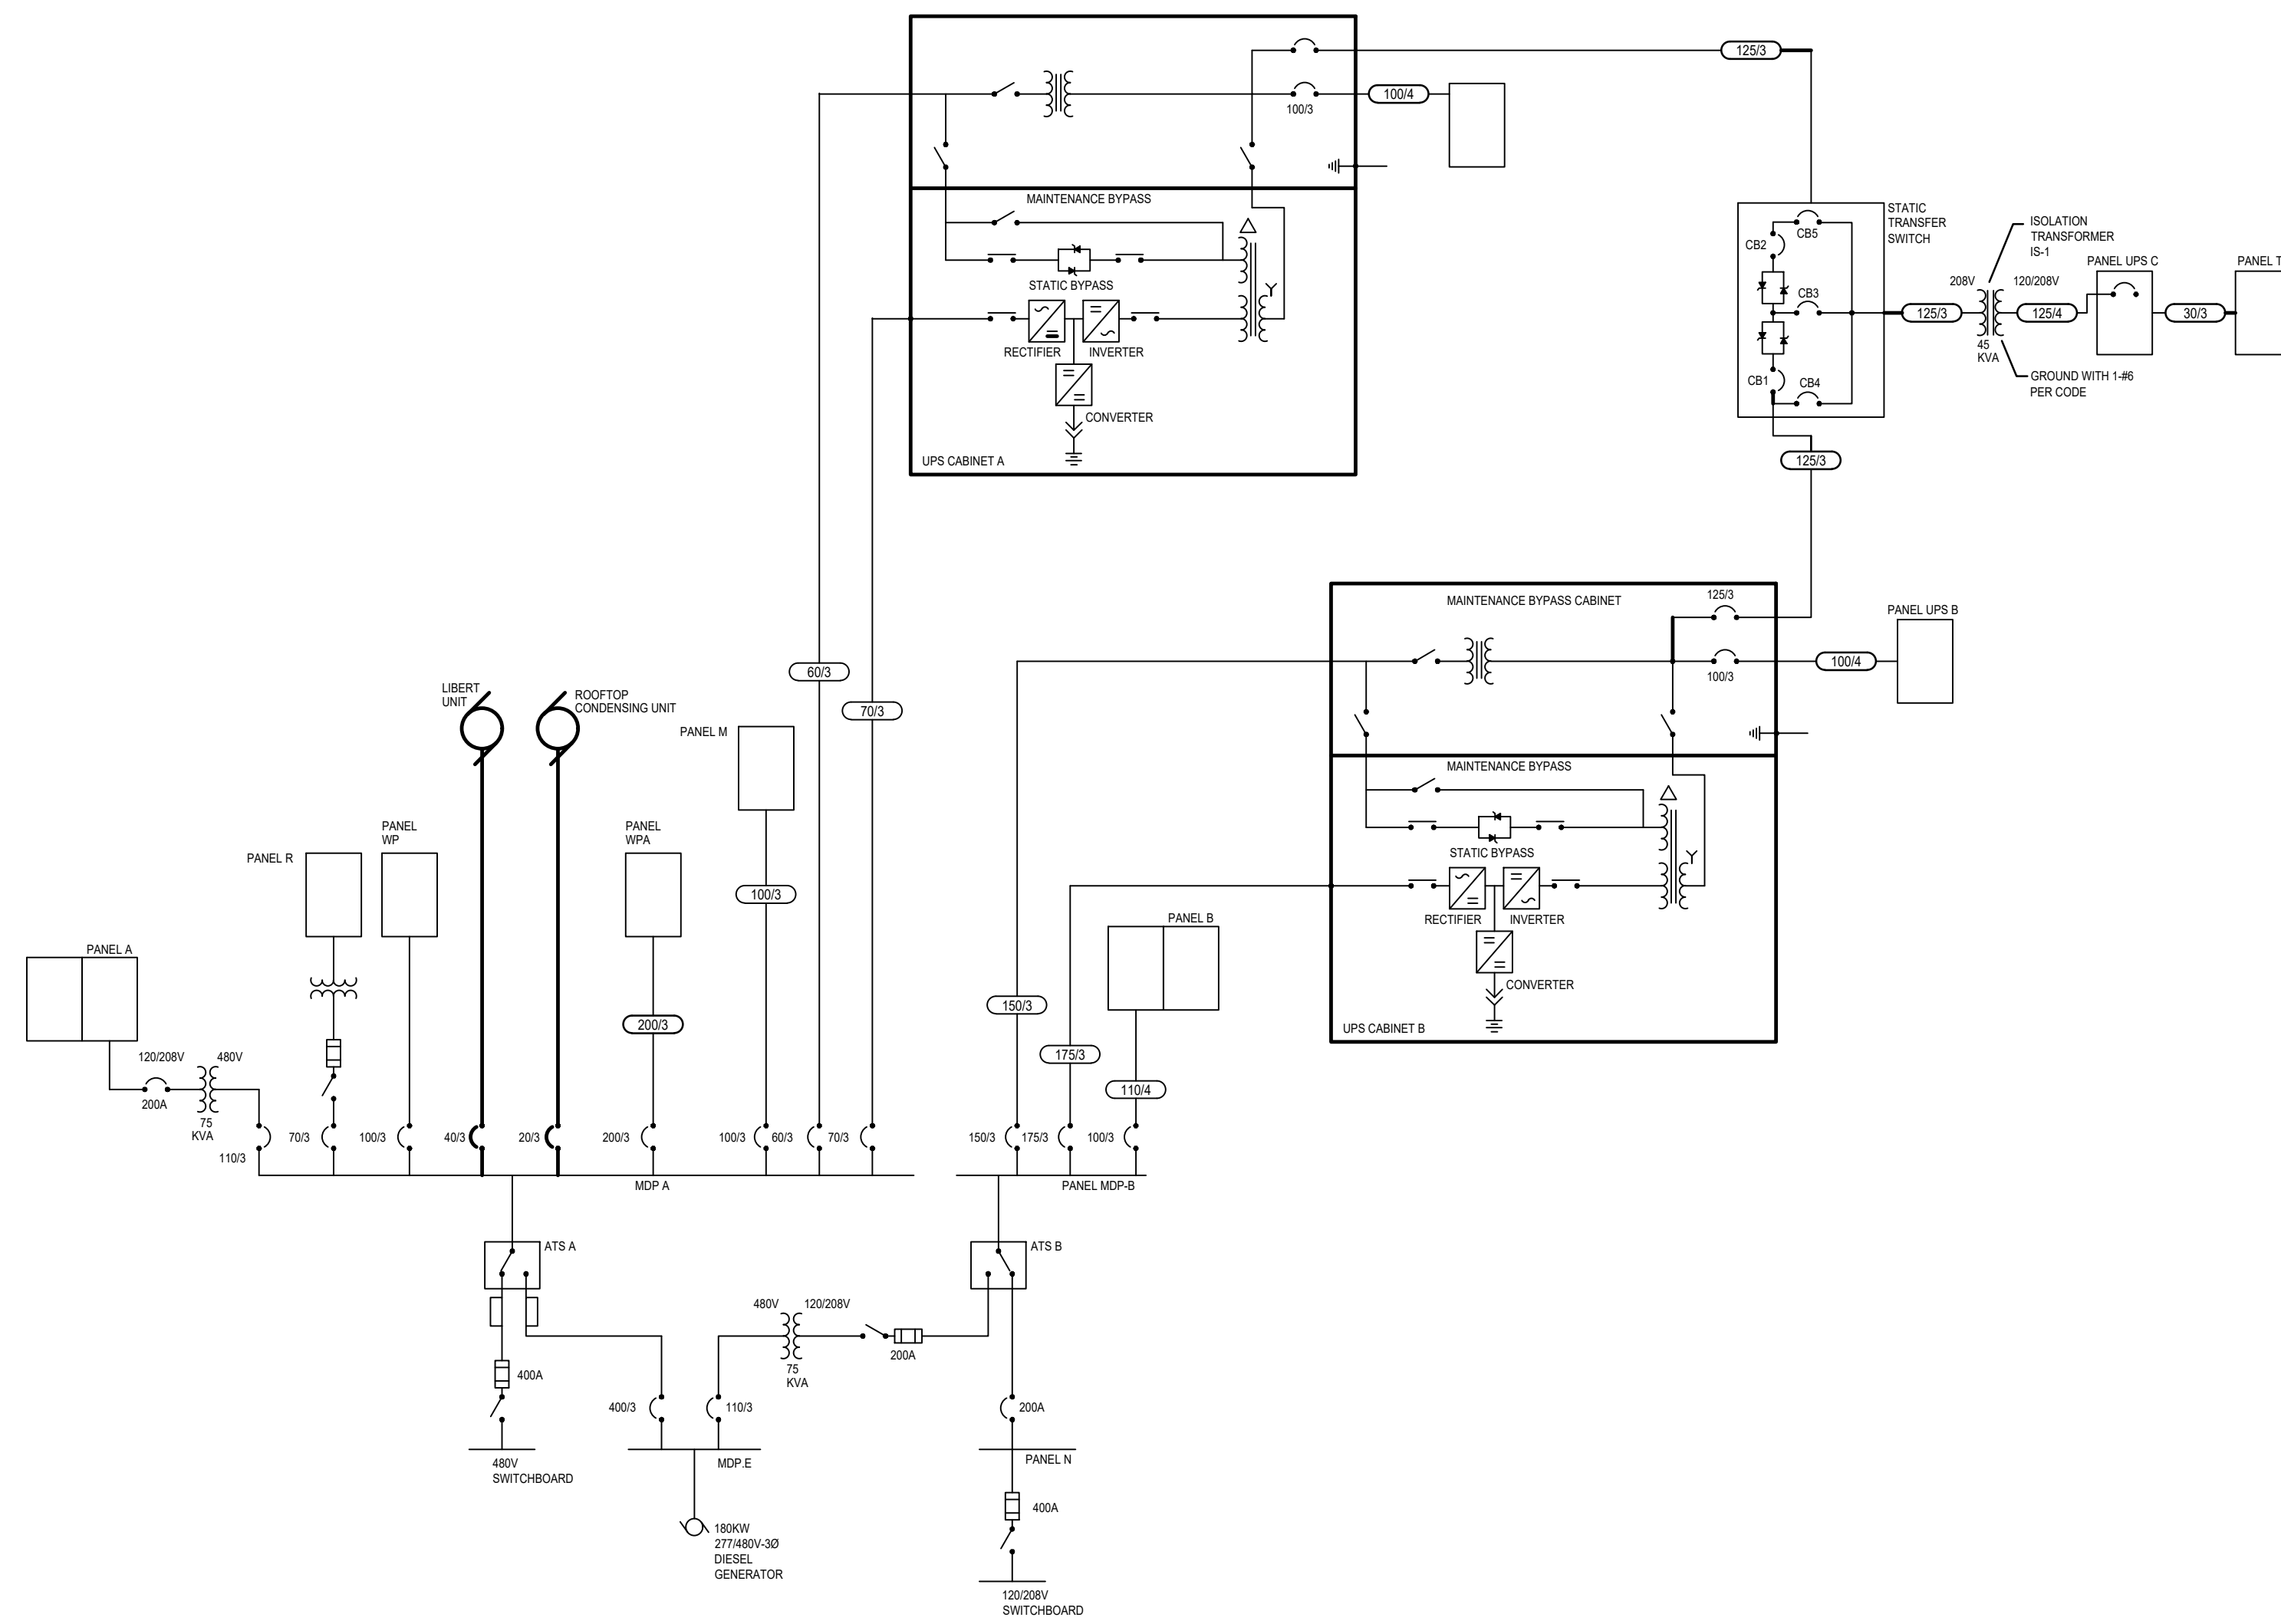 125/3
100/4
100/3
MAINTENANCE BYPASS
STATIC BYPASS
RECTIFIER
INVERTER
CONVERTER
UPS CABINET A
STATIC
TRANSFER
SWITCH
CB5
CB2
CB3
CB1
CB4
125/3
ISOLATION
TRANSFORMER
IS-1
208V
120/208V
125/3
125/4
45
KVA
GROUND WITH 1-#6
PER CODE
PANEL UPS C
30/3
PANEL T
MAINTENANCE BYPASS CABINET
125/3
100/3
100/4
PANEL UPS B
MAINTENANCE BYPASS
STATIC BYPASS
RECTIFIER
INVERTER
CONVERTER
UPS CABINET B
60/3
70/3
LIBERT
UNIT
ROOFTOP
CONDENSING UNIT
PANEL M
100/3
PANEL
WPA
200/3
PANEL
WP
PANEL R
PANEL A
120/208V
480V
200A
75
KVA
110/3
70/3
100/3
40/3
20/3
200/3
100/3
60/3
70/3
MDP A
150/3
175/3
PANEL B
110/4
150/3
175/3
100/3
PANEL MDP-B
ATS A
400A
480V
SWITCHBOARD
ATS B
480V
120/208V
75
KVA
200A
400/3
110/3
MDP.E
180KW
277/480V-3Ø
DIESEL
GENERATOR
200A
PANEL N
400A
120/208V
SWITCHBOARD